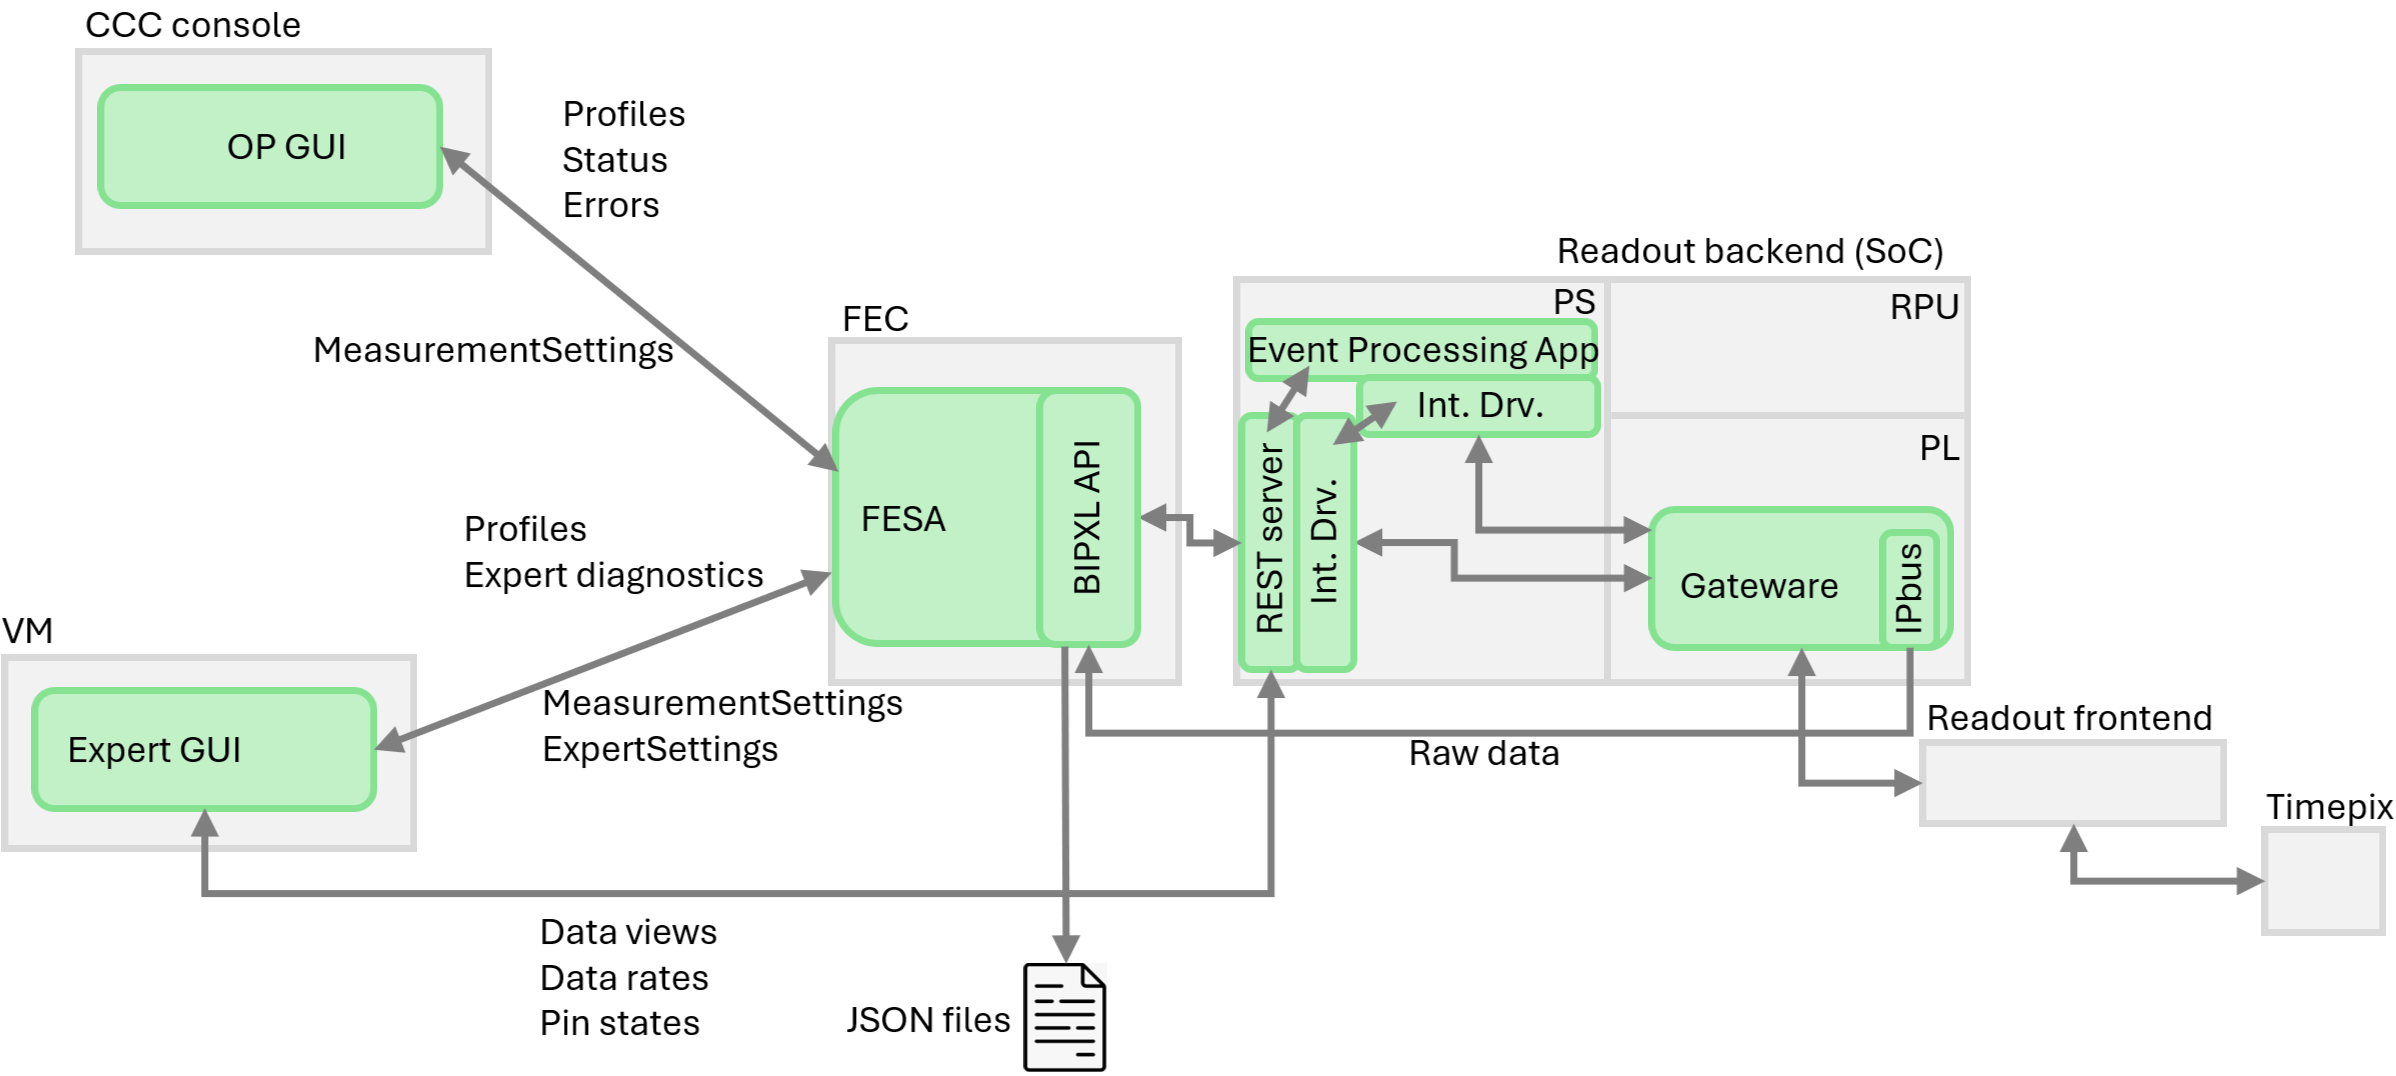 CCC console
OP GUI
Profiles
Status
Errors
MeasurementSettings
Readout backend (SoC)
FEC
PS
RPU
Event Processing App
Int. Drv.
PL
FESA
BIPXL API
REST server
Int. Drv.
Gateware
IPbus
Profiles
Expert diagnostics
VM
Expert GUI
MeasurementSettings
ExpertSettings
Raw data
Readout frontend
Timepix
Data views
Data rates
Pin states
JSON files